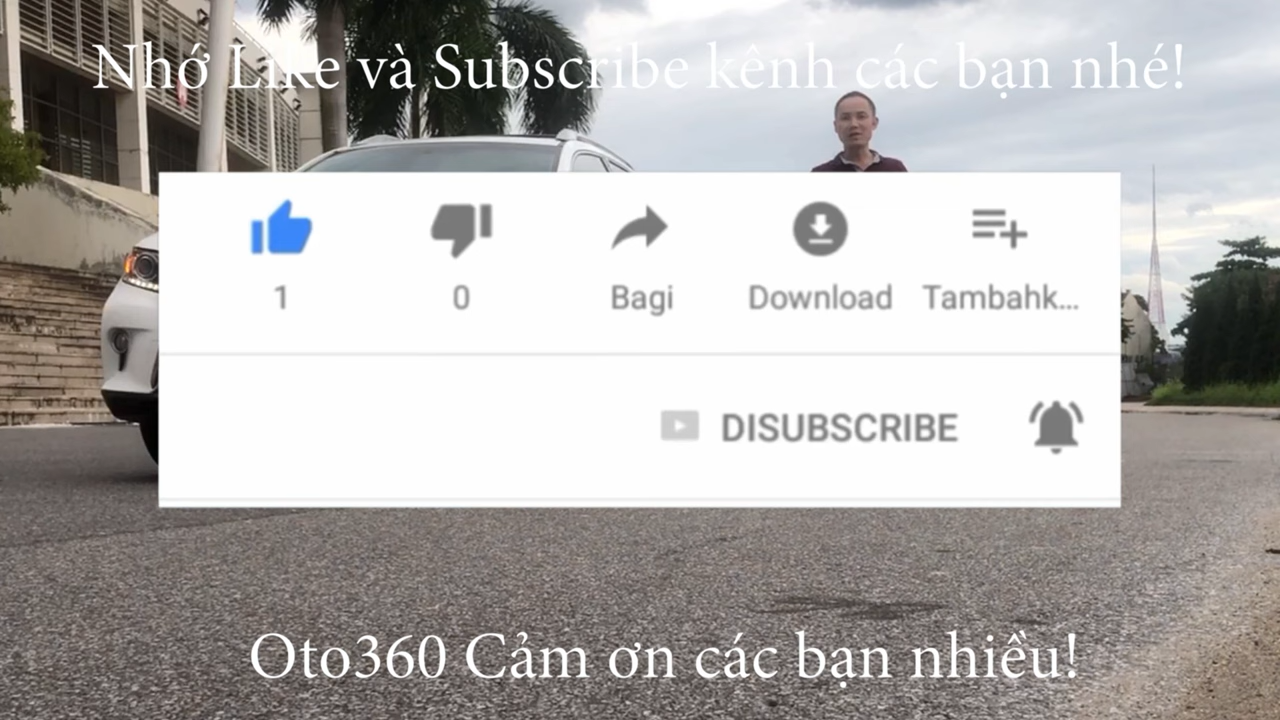 Nhớ Like và Subscribe kênh các bạn nhé!
1 0 Bagi Download Tambahk...
DISUBSCRIBE
Oto360 Cảm ơn các bạn nhiều!